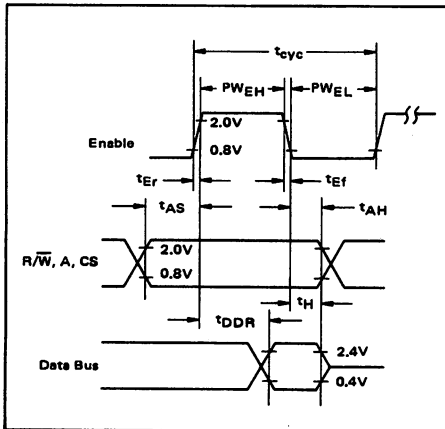 tcyc
PWEH PWEL
2.0V
Enable
0.8V
tEr tEf
tAS tAH
2.0V
R/W̅, A, CS
0.8V
tH
tDDR
2.4V
Data Bus
0.4V